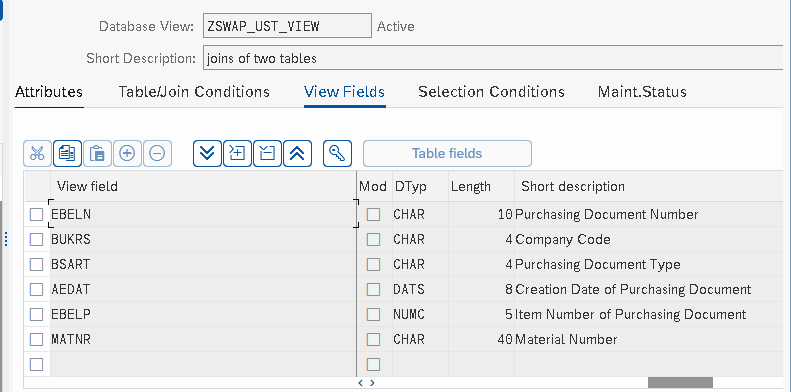 Database View: ZSWAP_UST_VIEW Active
Short Description: joins of two tables
Attributes Table/Join Conditions View Fields Selection Conditions Maint.Status
Table fields
View field Mod DTyp Length Short description
EBELN CHAR 10 Purchasing Document Number
BUKRS CHAR 4 Company Code
BSART CHAR 4 Purchasing Document Type
AEDAT DATS 8 Creation Date of Purchasing Document
EBELP NUMC 5 Item Number of Purchasing Document
MATNR CHAR 40 Material Number